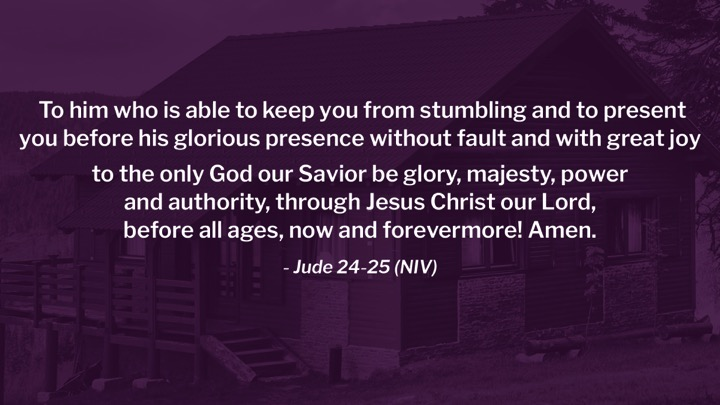 To him who is able to keep you from stumbling and to present
you before his glorious presence without fault and with great joy
to the only God our Savior be glory, majesty, power
and authority, through Jesus Christ our Lord,
before all ages, now and forevermore! Amen.
- Jude 24-25 (NIV)